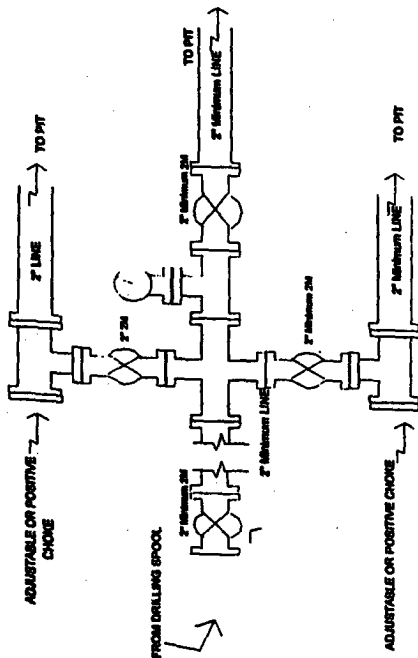 TO PIT
2" LINE
ADJUSTABLE OR POSITIVE
CHOKE
2" 2M
TO PIT
2" Minimum LINE
2" Minimum 2M
2" Minimum 2M
2" Minimum LINE
FROM DRILLING SPOOL
2" Minimum 2M
TO PIT
2" Minimum LINE
ADJUSTABLE OR POSITIVE CHOKE